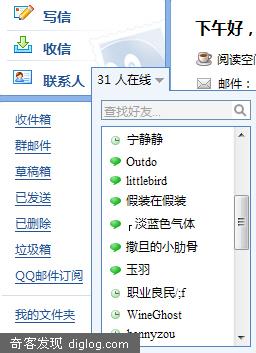 写信
收信
联系人
下午好，
阅读空间
邮件：
31 人在线
查找好友...
宁静静
Outdo
littlebird
假装在假装
╭ 淡蓝色气体
撒旦的小肋骨
玉羽
职业良民/;f
WineGhost
bennyzou
收件箱
群邮件
草稿箱
已发送
已删除
垃圾箱
QQ邮件订阅
我的文件夹
奇客发现 diglog.com